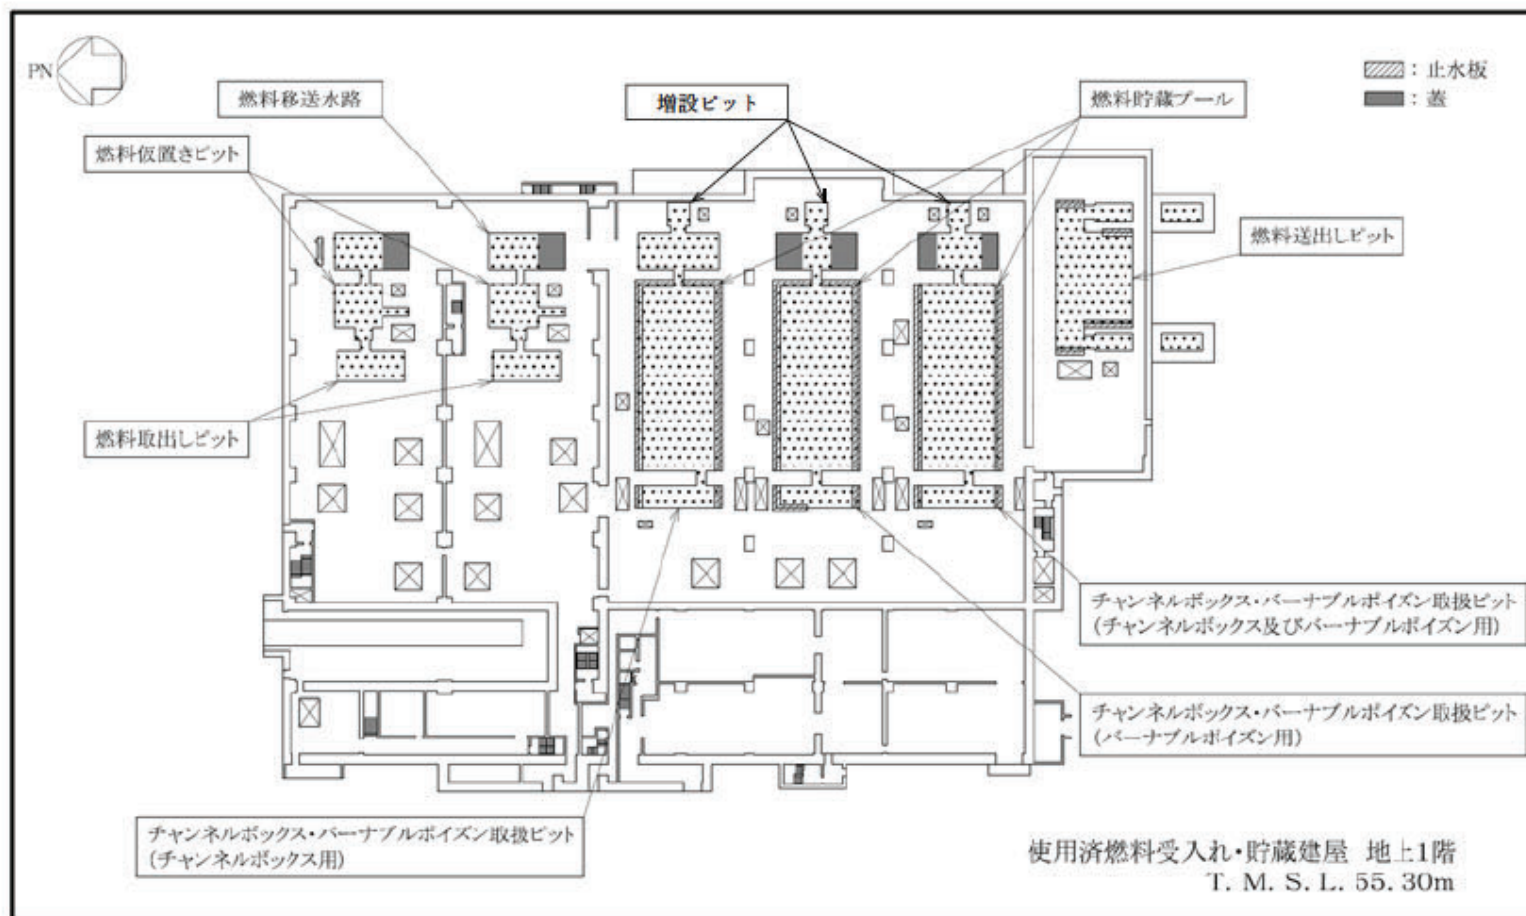 PN
燃料移送水路
増設ピット
燃料貯蔵プール
：止水板
：蓋
燃料仮置きピット
燃料送出しピット
燃料取出しピット
チャンネルボックス・バーナブルポイズン取扱ピット
（チャンネルボックス及びバーナブルポイズン用）
チャンネルボックス・バーナブルポイズン取扱ピット
（バーナブルポイズン用）
チャンネルボックス・バーナブルポイズン取扱ピット
（チャンネルボックス用）
使用済燃料受入れ・貯蔵建屋 地上1階
T. M. S. L. 55. 30m